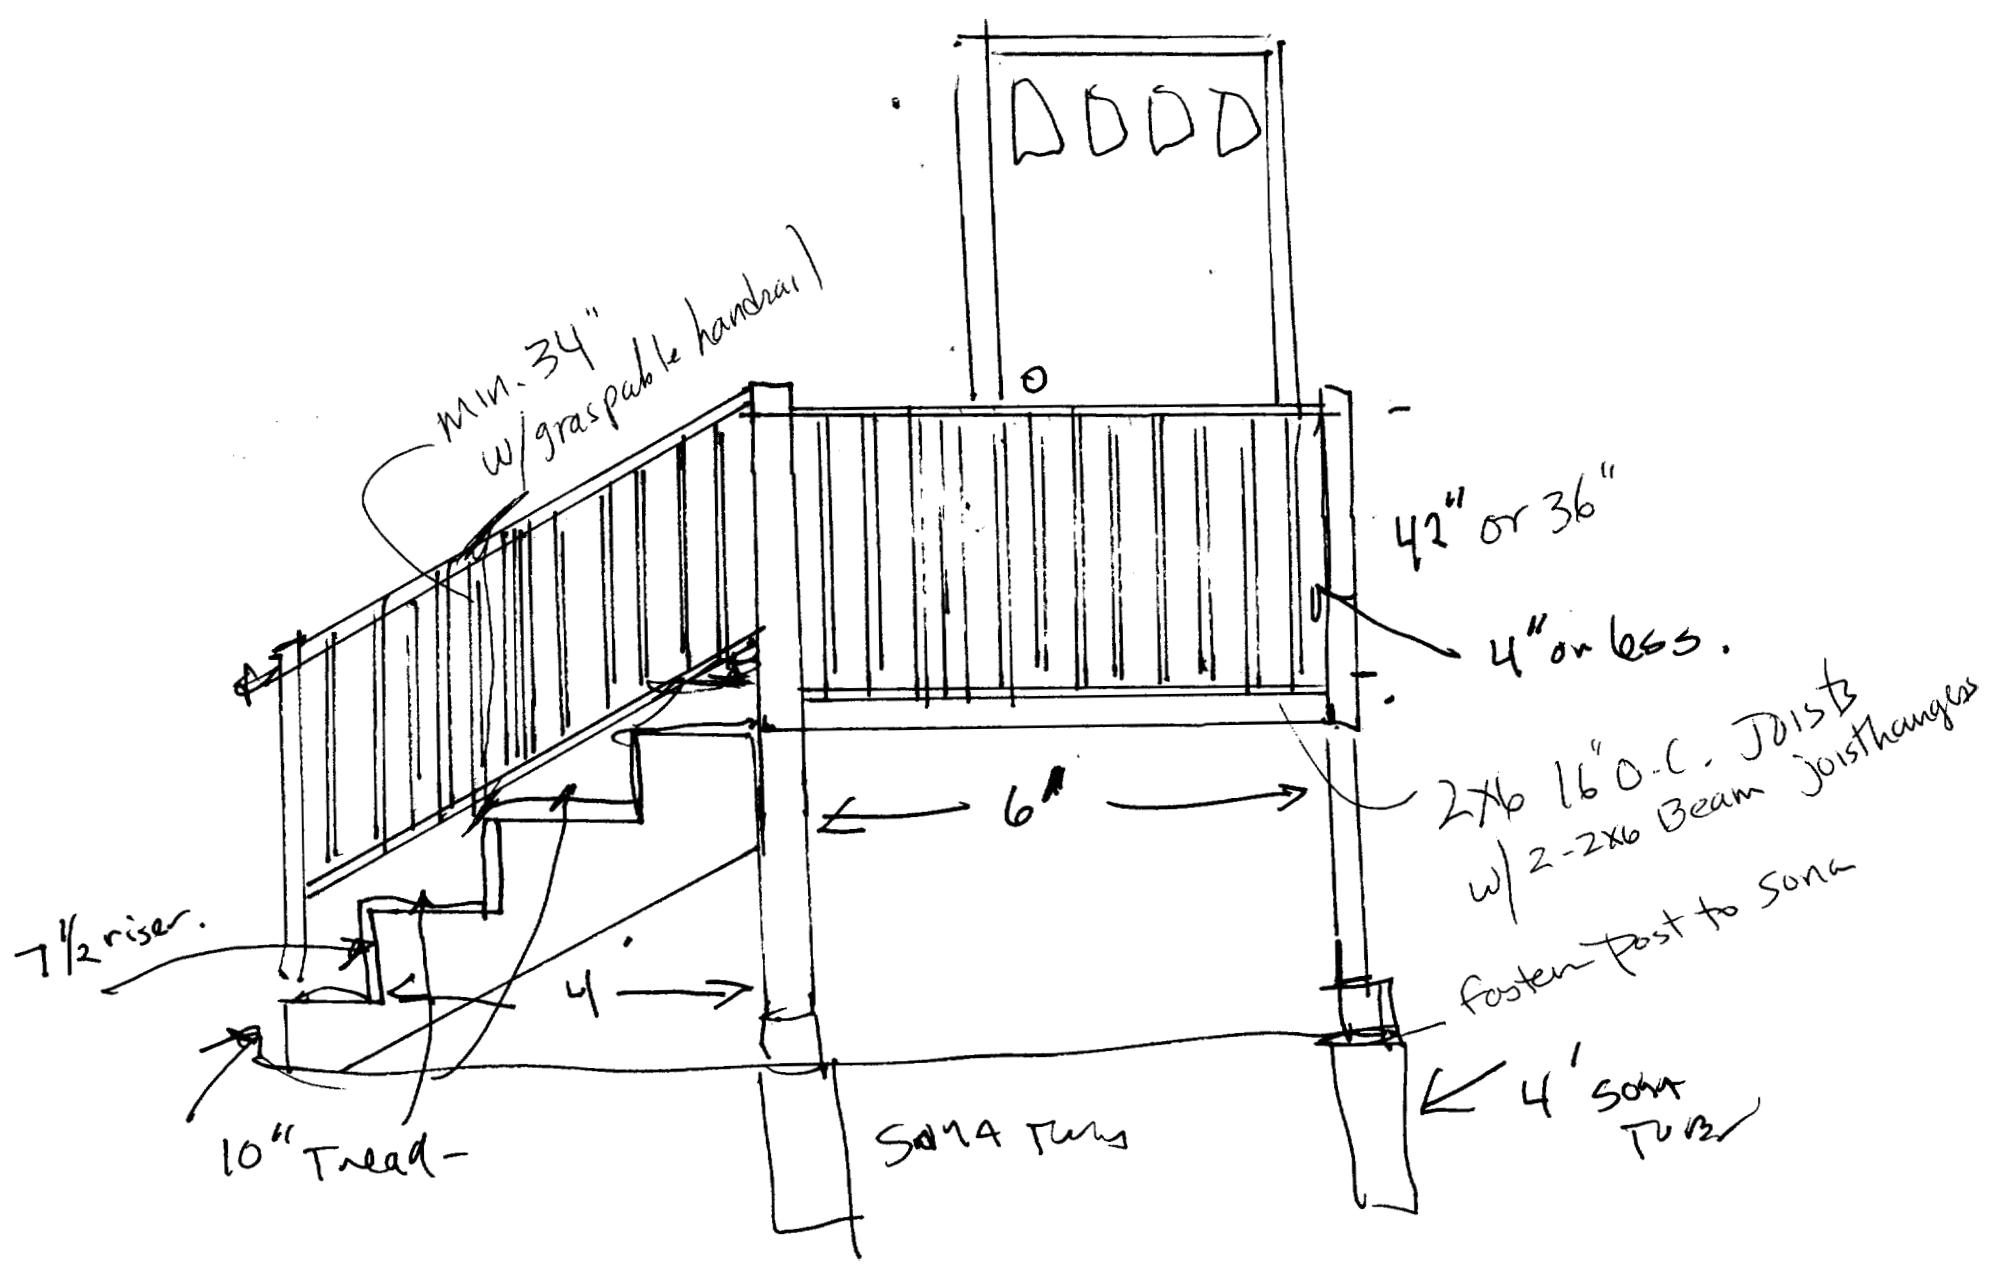 min. 34"
w/graspable handrail
42" or 36"
4" or less.
2x6 16" O.C. Joists
w/ 2-2x6 Beam joisthangers
6'
fasten post to sona
7 1/2 riser.
4'
4' sona
Tube
10" Tread-
Sona Tubes